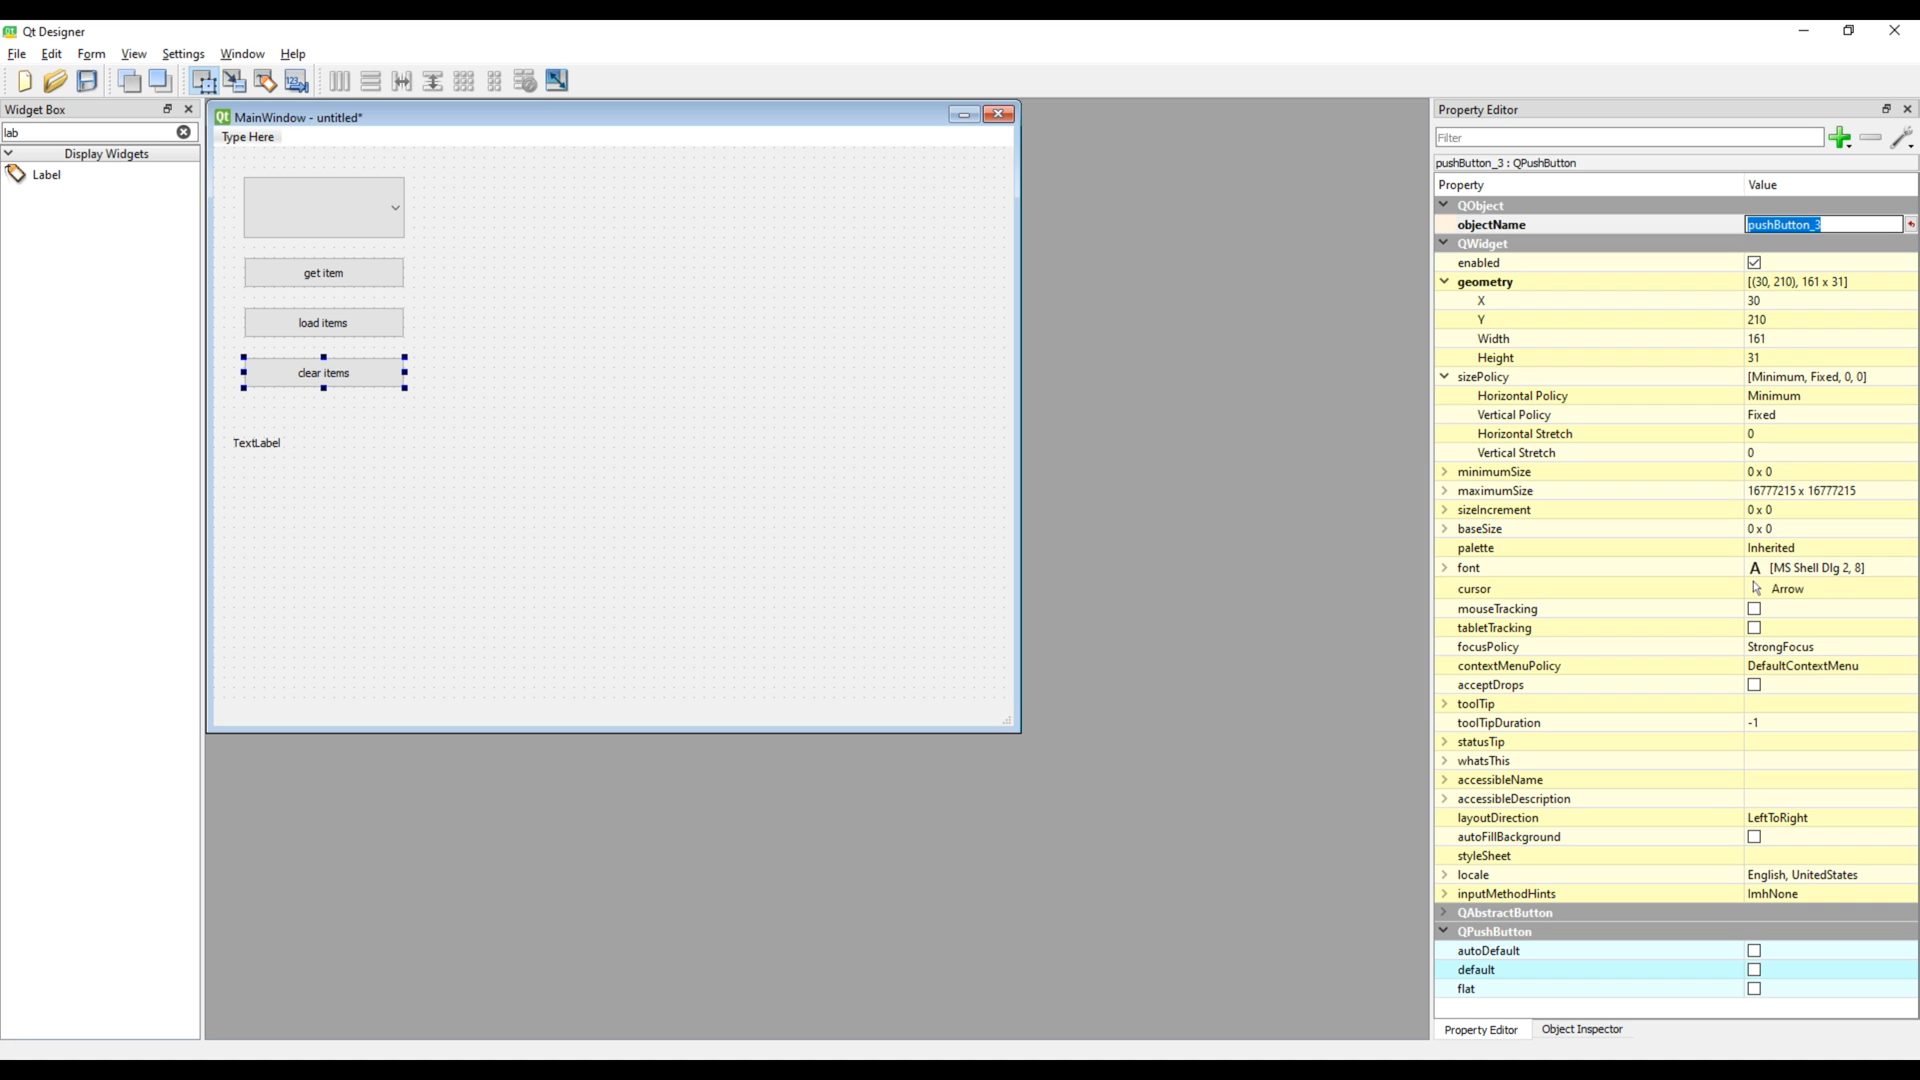 Qt Designer
File Edit Form View Settings Window Help
Widget Box
lab
Display Widgets
Label
MainWindow - untitled*
Type Here
get item
load items
clear items
TextLabel
Property Editor
Filter
pushButton_3 : QPushButton
Property Value
QObject
objectName pushButton_3
QWidget
enabled
geometry [(30, 210), 161 x 31]
X 30
Y 210
Width 161
Height 31
sizePolicy [Minimum, Fixed, 0, 0]
Horizontal Policy Minimum
Vertical Policy Fixed
Horizontal Stretch 0
Vertical Stretch 0
minimumSize 0 x 0
maximumSize 16777215 x 16777215
sizeIncrement 0 x 0
baseSize 0 x 0
palette Inherited
font A [MS Shell Dlg 2, 8]
cursor Arrow
mouseTracking
tabletTracking
focusPolicy StrongFocus
contextMenuPolicy DefaultContextMenu
acceptDrops
toolTip
toolTipDuration -1
statusTip
whatsThis
accessibleName
accessibleDescription
layoutDirection LeftToRight
autoFillBackground
styleSheet
locale English, UnitedStates
inputMethodHints ImhNone
QAbstractButton
QPushButton
autoDefault
default
flat
Property Editor Object Inspector